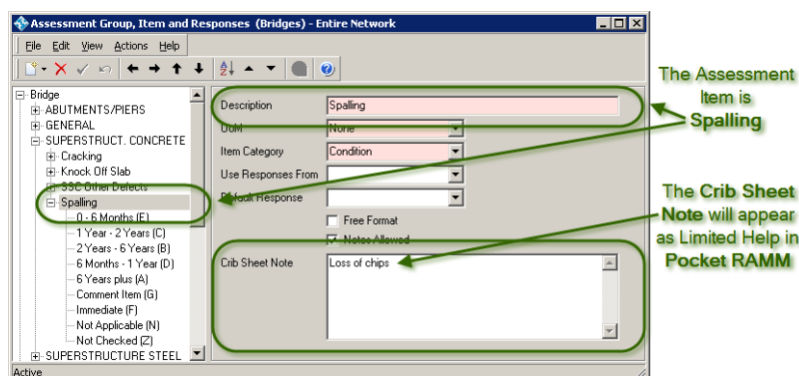 Assessment Group, Item and Responses (Bridges) - Entire Network
File Edit View Actions Help
Bridge
ABUTMENTS/PIERS
GENERAL
SUPERSTRUCT. CONCRETE
Cracking
Knock Off Slab
SSC Other Defects
Spalling
0 - 6 Months (E)
1 Year - 2 Years (C)
2 Years - 6 Years (B)
6 Months - 1 Year (D)
6 Years plus (A)
Comment Item (G)
Immediate (F)
Not Applicable (N)
Not Checked (Z)
SUPERSTRUCTURE STEEL
Description Spalling
UoM None
Item Category Condition
Use Responses From
Default Response
Free Format
Notes Allowed
Crib Sheet Note Loss of chips
Active
The Assessment
Item is
Spalling
The Crib Sheet
Note will appear
as Limited Help in
Pocket RAMM